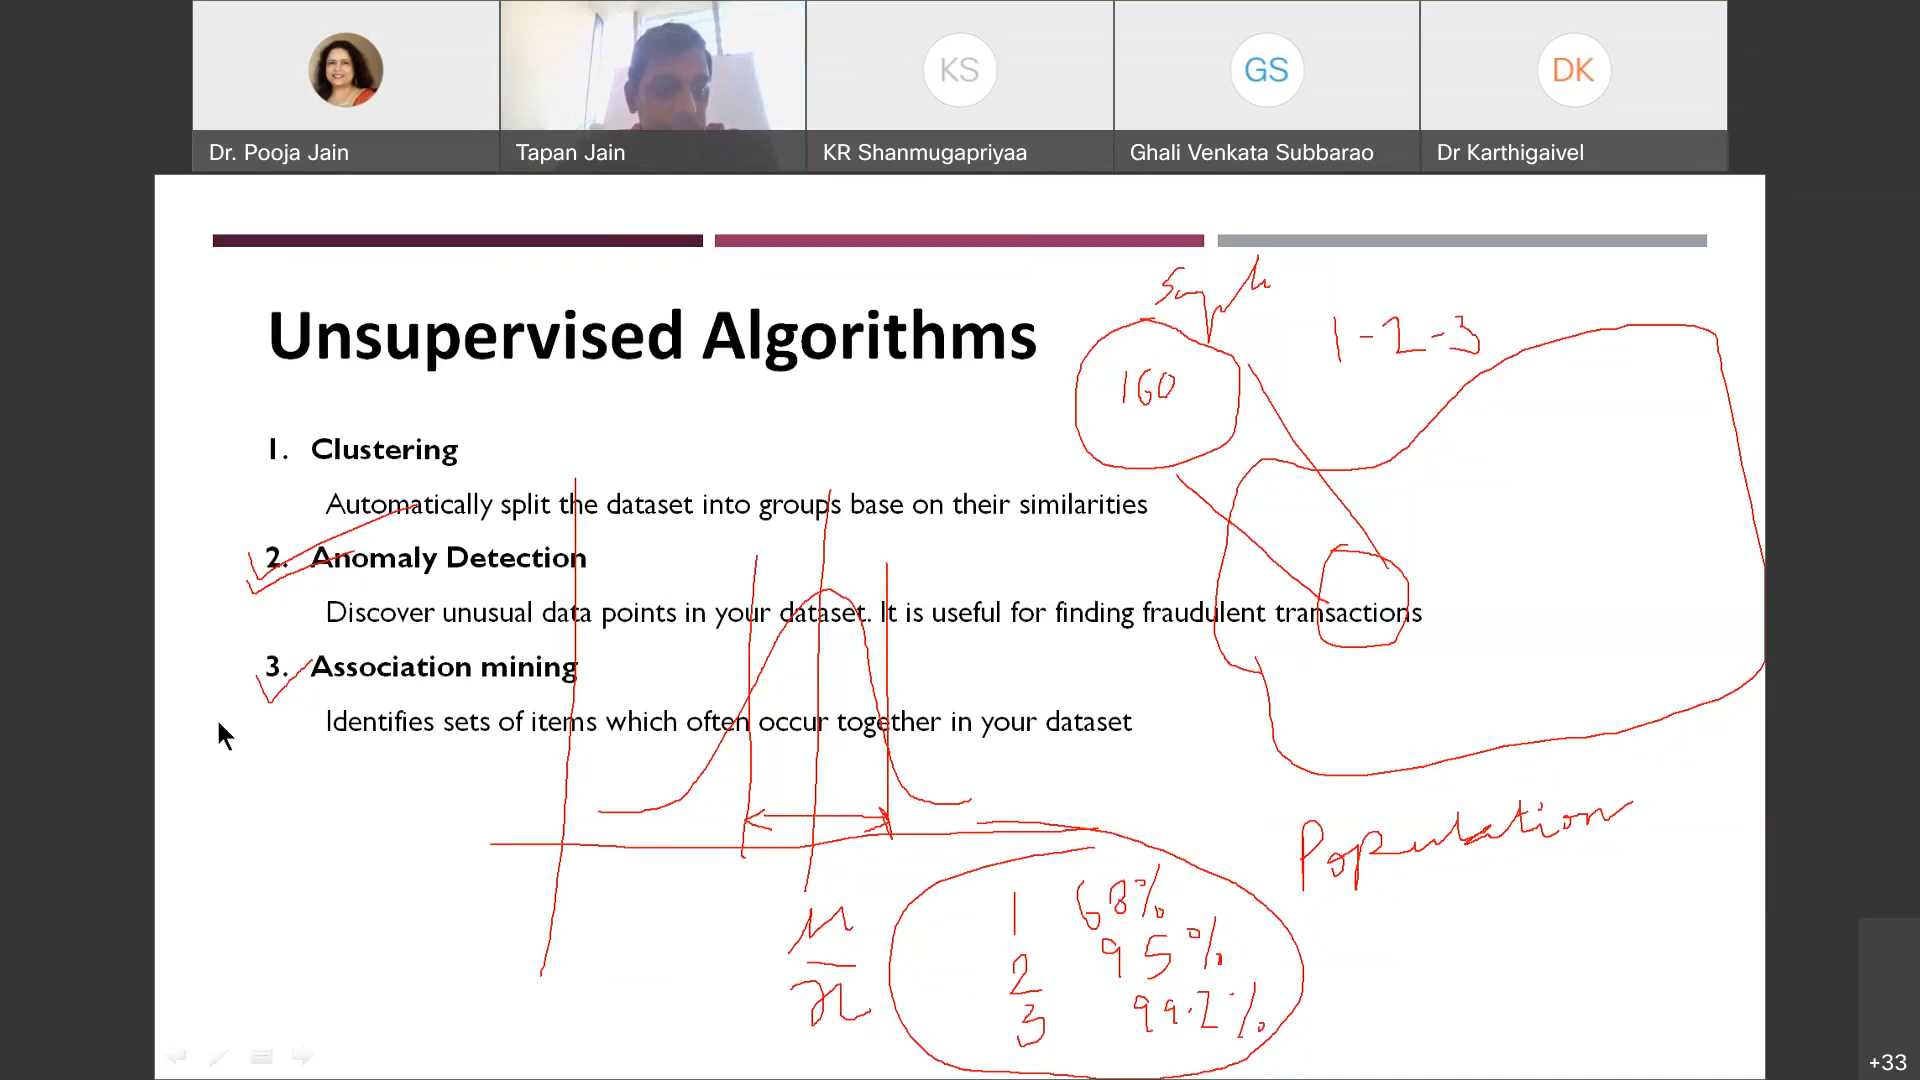 KS
GS
DK
Dr. Pooja Jain
Tapan Jain
KR Shanmugapriyaa
Ghali Venkata Subbarao
Dr Karthigaivel
Sample
Unsupervised Algorithms
1-2-3
160
1. Clustering
Automatically split the dataset into groups base on their similarities
2. Anomaly Detection
Discover unusual data points in your dataset. It is useful for finding fraudulent transactions
3. Association mining
Identifies sets of items which often occur together in your dataset
Population
μ
1 68%
2 95%
x̄
3 99.7%
+33